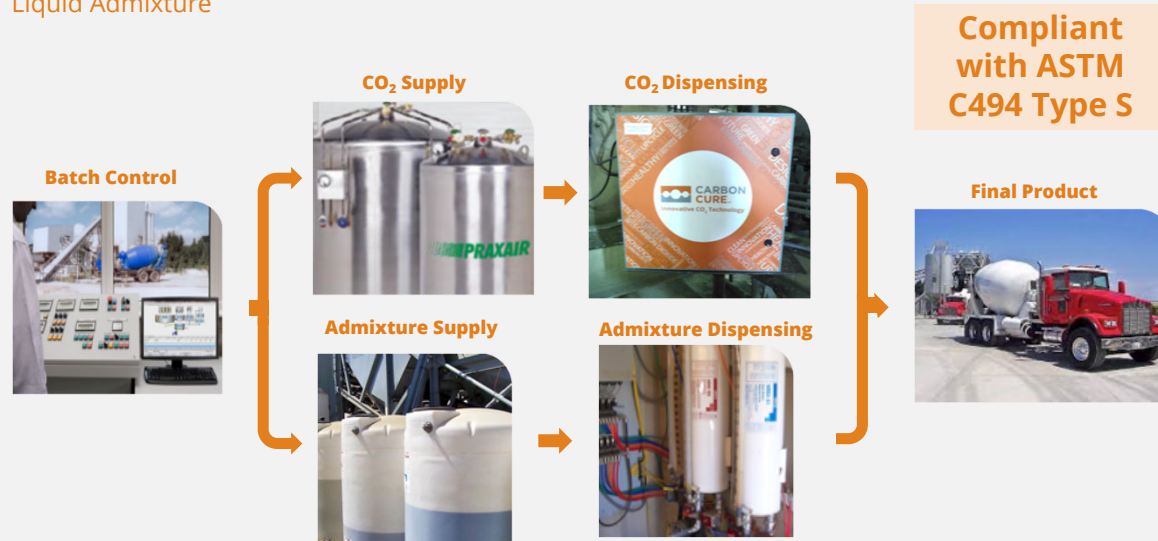 Liquid Admixture
Compliant
with ASTM
C494 Type S
CO₂ Supply
CO₂ Dispensing
Batch Control
Final Product
PRAXAIR
CARBON
CURE
Innovative CO₂ Technology
Admixture Supply
Admixture Dispensing